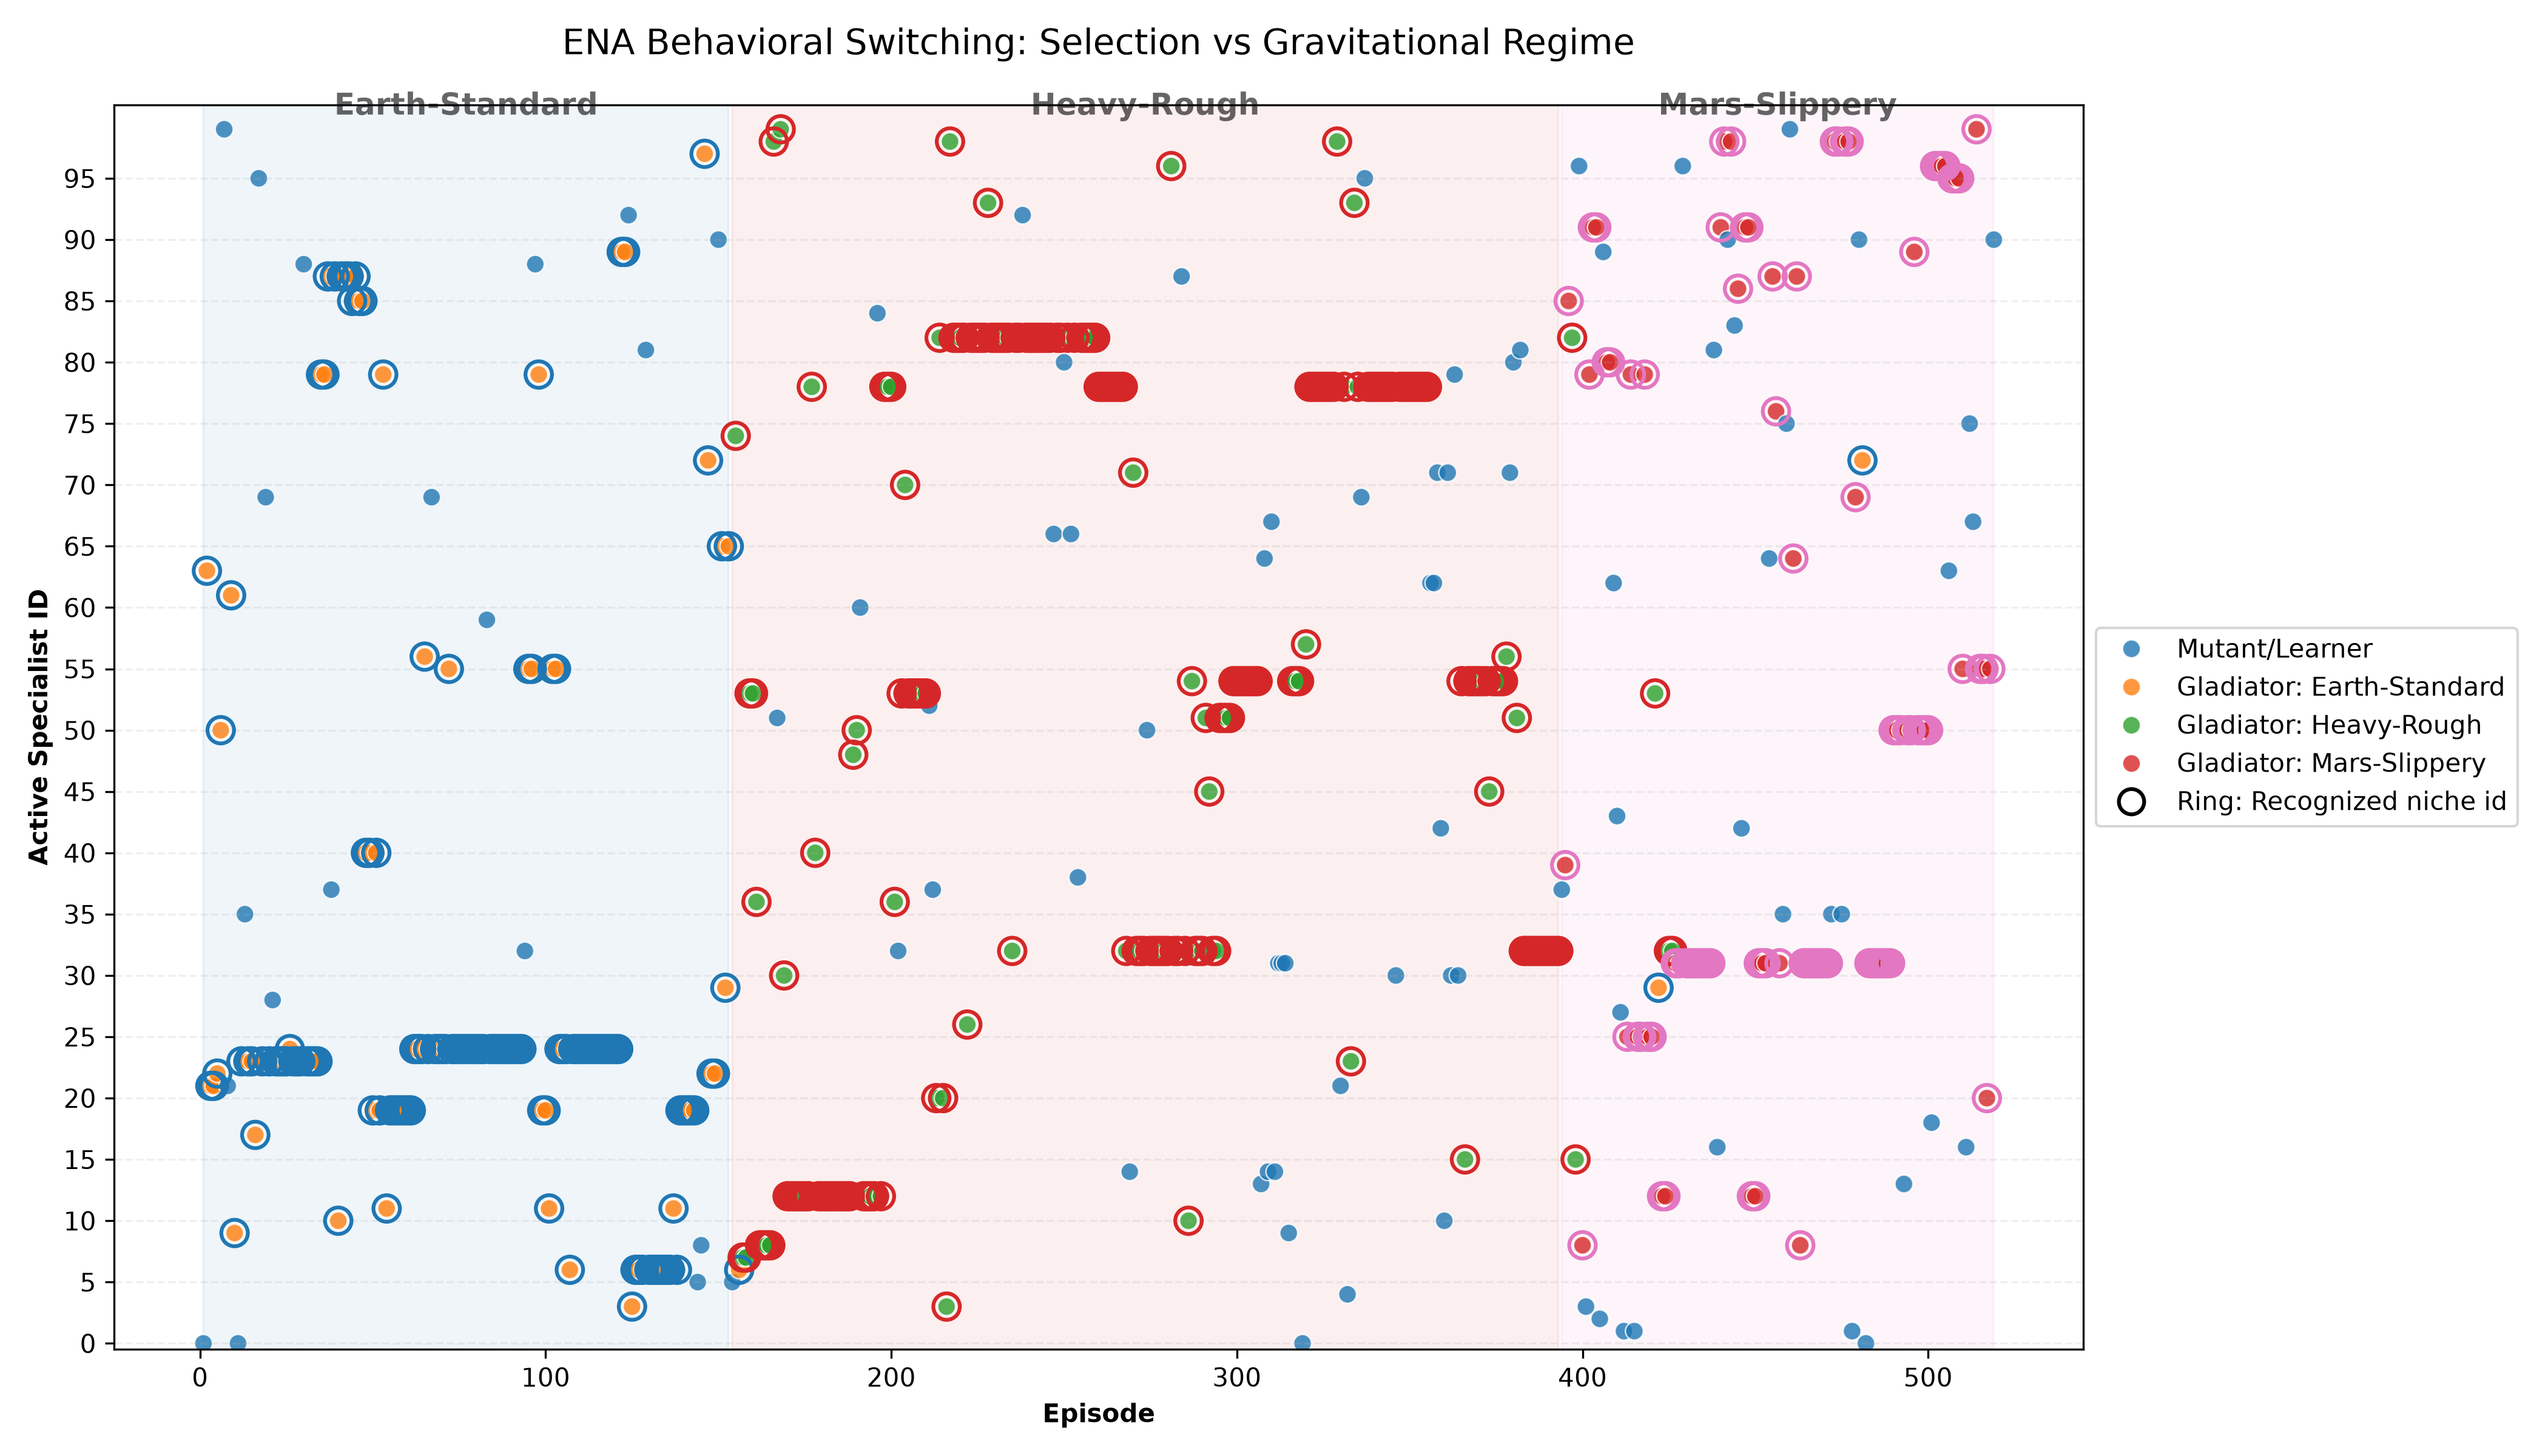 ENA Behavioral Switching: Selection vs Gravitational Regime
Earth-Standard Heavy-Rough Mars-Slippery
95
90
85
80
75
70
65
60
55
50
45
40
35
30
25
20
15
10
5
0
Active Specialist ID
0 100 200 300 400 500
Episode
Mutant/Learner
Gladiator: Earth-Standard
Gladiator: Heavy-Rough
Gladiator: Mars-Slippery
Ring: Recognized niche id